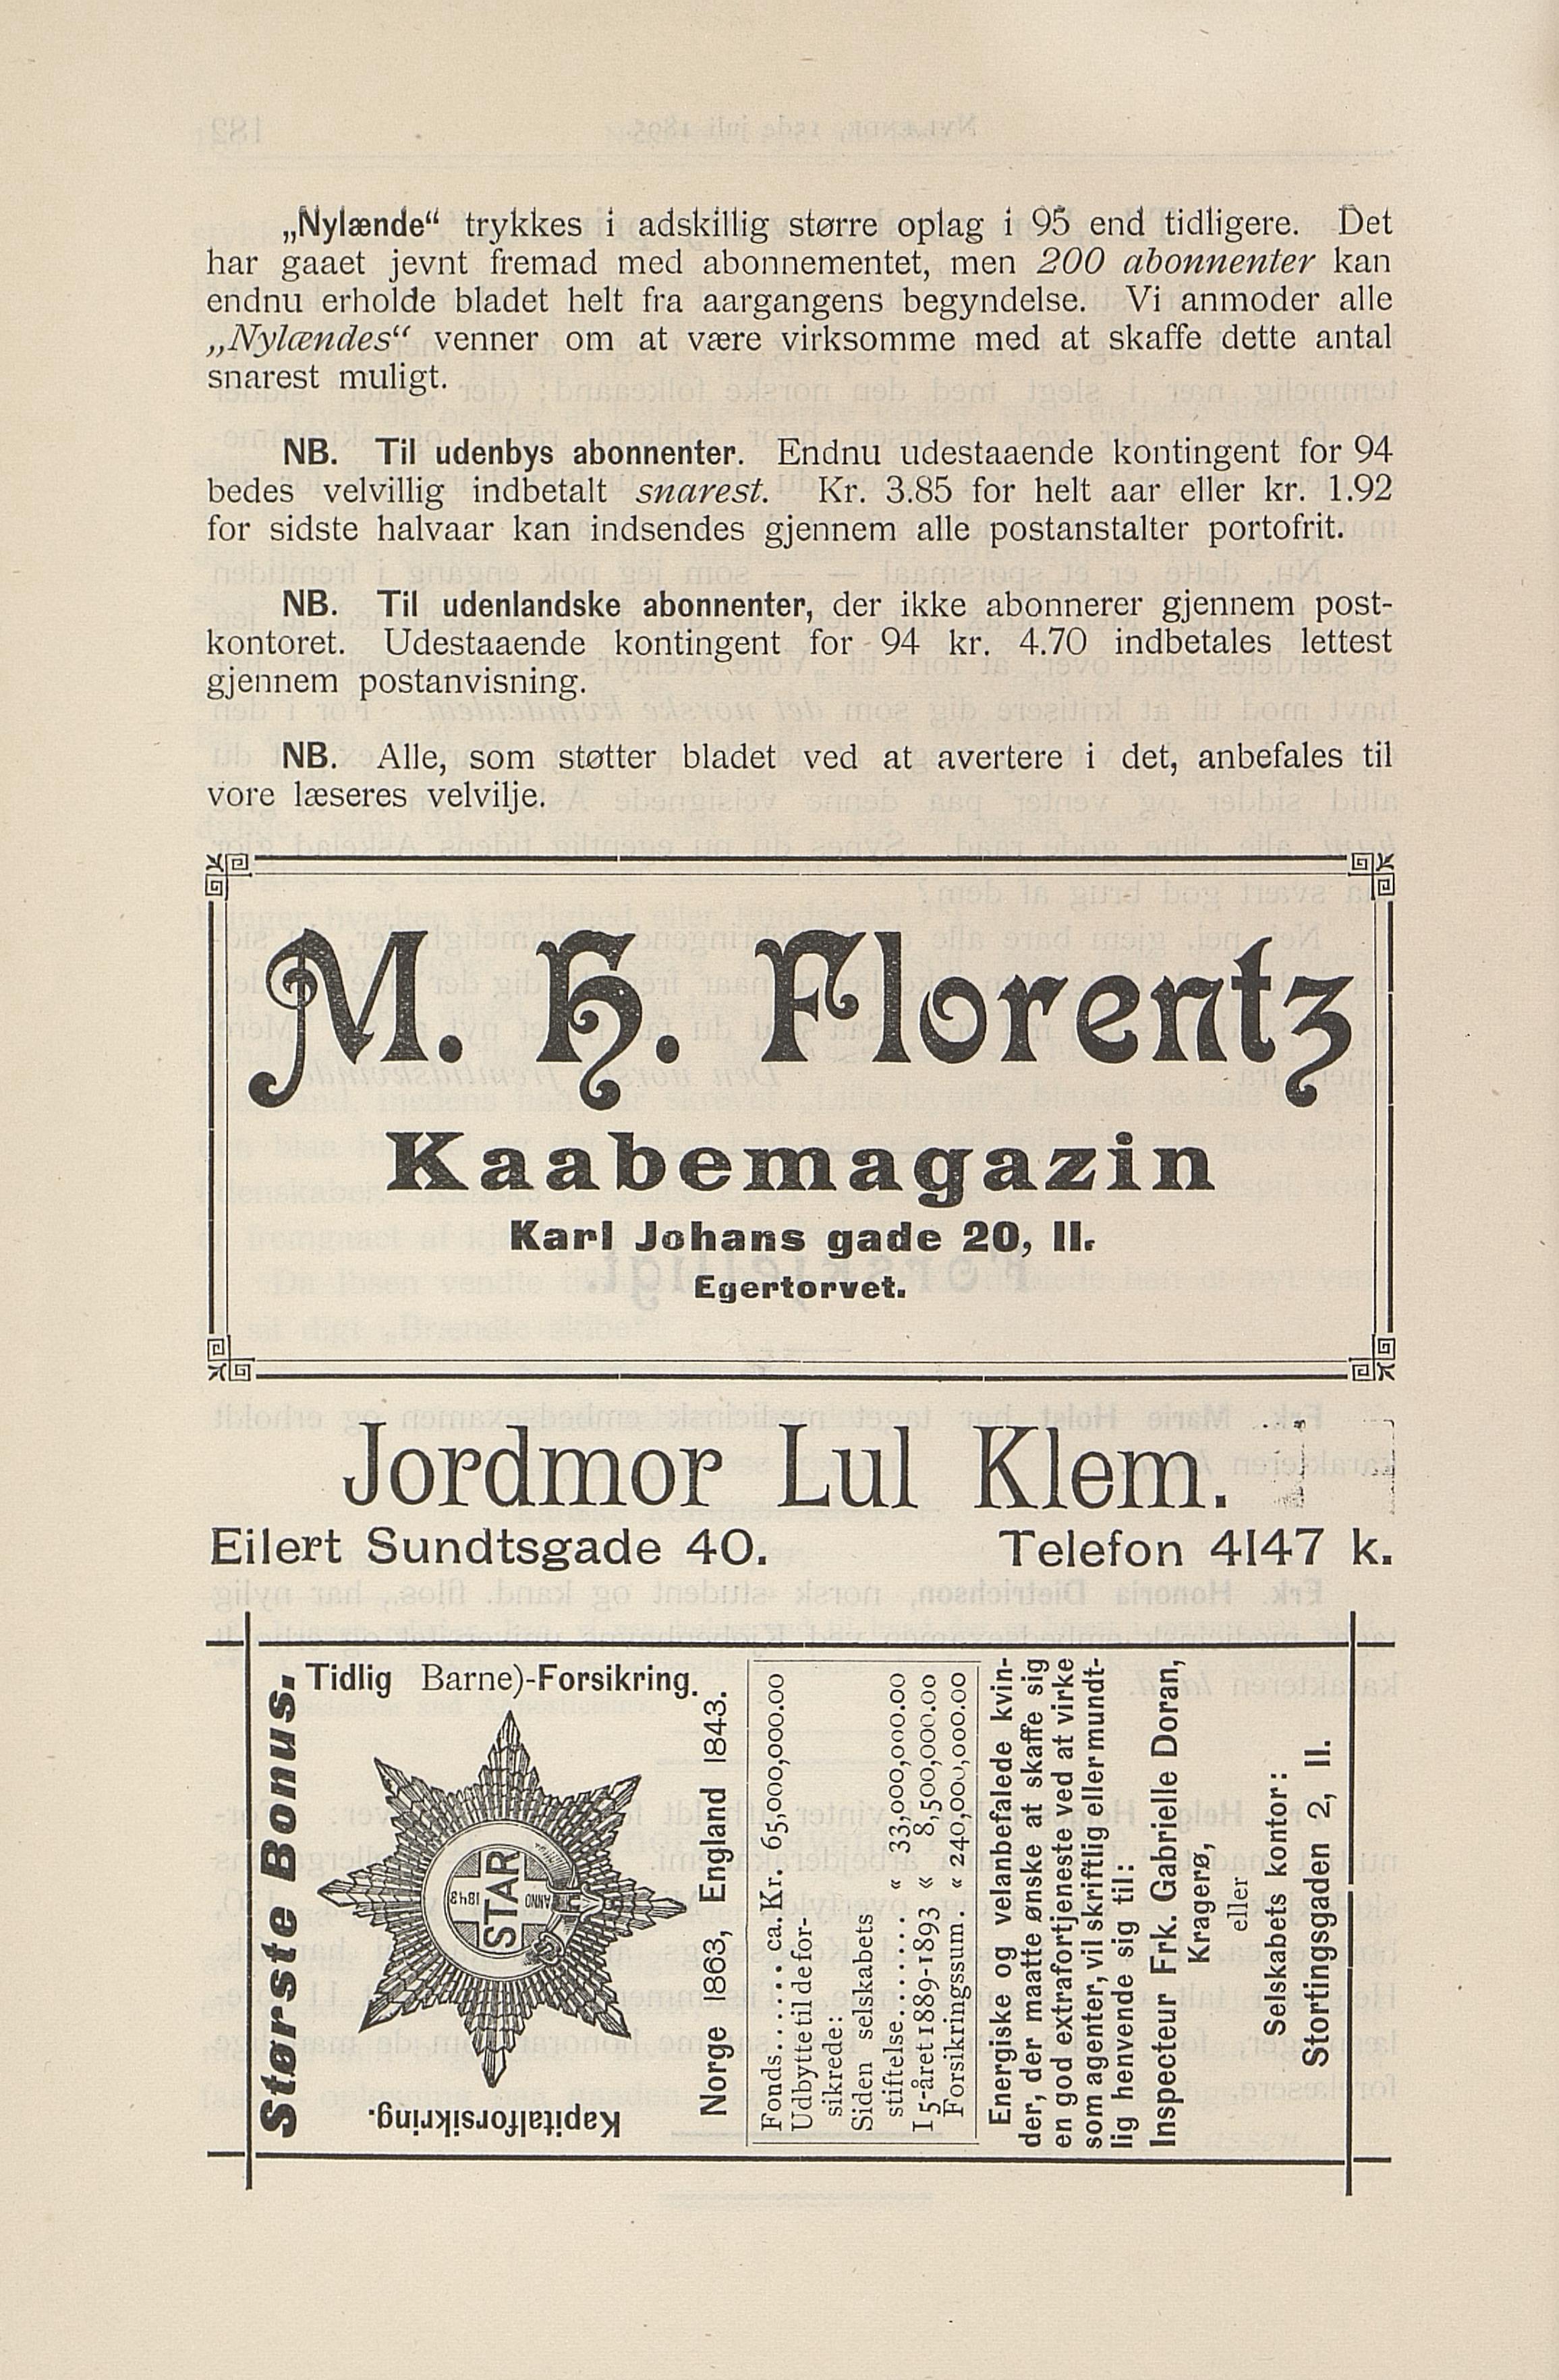 „Nylænde“ trykkes i adskillig større oplag i 95 end tidligere. Det
har gaaet jevnt fremad med abonnementet, men 200 abonnenter kan
endnu erholde bladet helt fra aargangens begyndelse. Vi anmoder alle
„Nylændes“ venner om at være virksomme med at skaffe dette antal
snarest muligt.
NB. Til udenbys abonnenter. Endnu udestaaende kontingent for 94
bedes velvillig indbetalt snarest. Kr. 3.85 for helt aar eller kr. 1.92
for sidste halvaar kan indsendes gjennem alle postanstalter portofrit.
NB. Til udenlandske abonnenter, der ikke abonnerer gjennem post-
kontoret. Udestaaende kontingent for 94 kr. 4.70 indbetales lettest
gjennem postanvisning.
NB. Alle, som støtter bladet ved at avertere i det, anbefales til
vore læseres velvilje.
M. H. Florentz
Kaabemagazin
Karl Johans gade 20, II.
Egertorvet.
Jordmor Lul Klem.
Eilert Sundtsgade 40. Telefon 4147 k.
Største Bonus.
Tidlig Barne)-Forsikring.
Kapitalforsikring.
1843
STAR
ANNO
Norge 1863, England 1843.
Fonds...... ca. Kr. 65,000,000.00
Udbytte til de for-
sikrede:
Siden selskabets
stiftelse........ « 33,000,000.00
15-året 1889-1893 « 8,500,000.00
Forsikringssum. « 240,000,000.00
Energiske og velanbefalede kvin-
der, der maatte ønske at skaffe sig
en god extrafortjeneste ved at virke
som agenter, vil skriftlig eller mundt-
lig henvende sig til:
Inspecteur Frk. Gabrielle Doran,
Kragerø,
eller
Selskabets kontor:
Stortingsgaden 2, II.